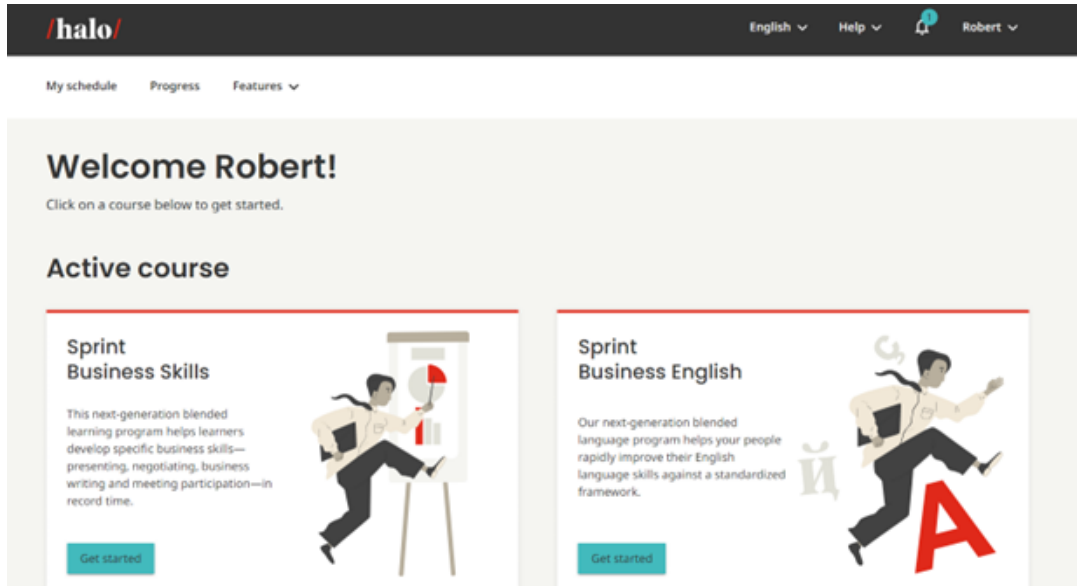 /halo/
English
Help
1
Robert
My schedule
Progress
Features
Welcome Robert!
Click on a course below to get started.
Active course
Sprint
Business Skills
This next-generation blended
learning program helps learners
develop specific business skills—
presenting, negotiating, business
writing and meeting participation—in
record time.
Get started
Sprint
Business English
Our next-generation blended
language program helps your people
rapidly improve their English
language skills against a standardized
framework.
Get started
й
A